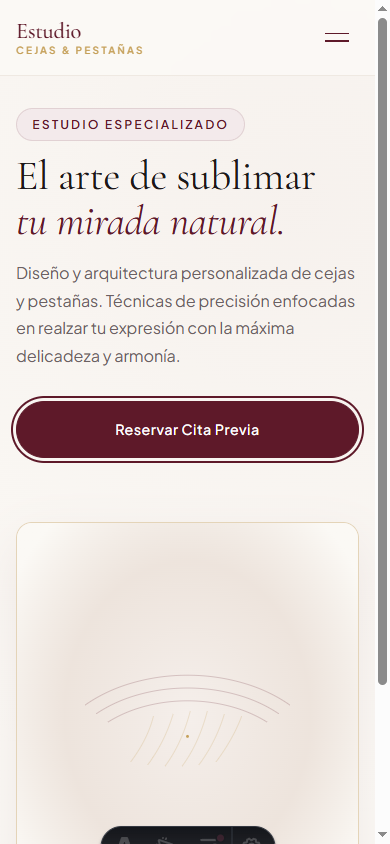 Estudio
CEJAS & PESTAÑAS
ESTUDIO ESPECIALIZADO
El arte de sublimar
tu mirada natural.
Diseño y arquitectura personalizada de cejas
y pestañas. Técnicas de precisión enfocadas
en realzar tu expresión con la máxima
delicadeza y armonía.
Reservar Cita Previa